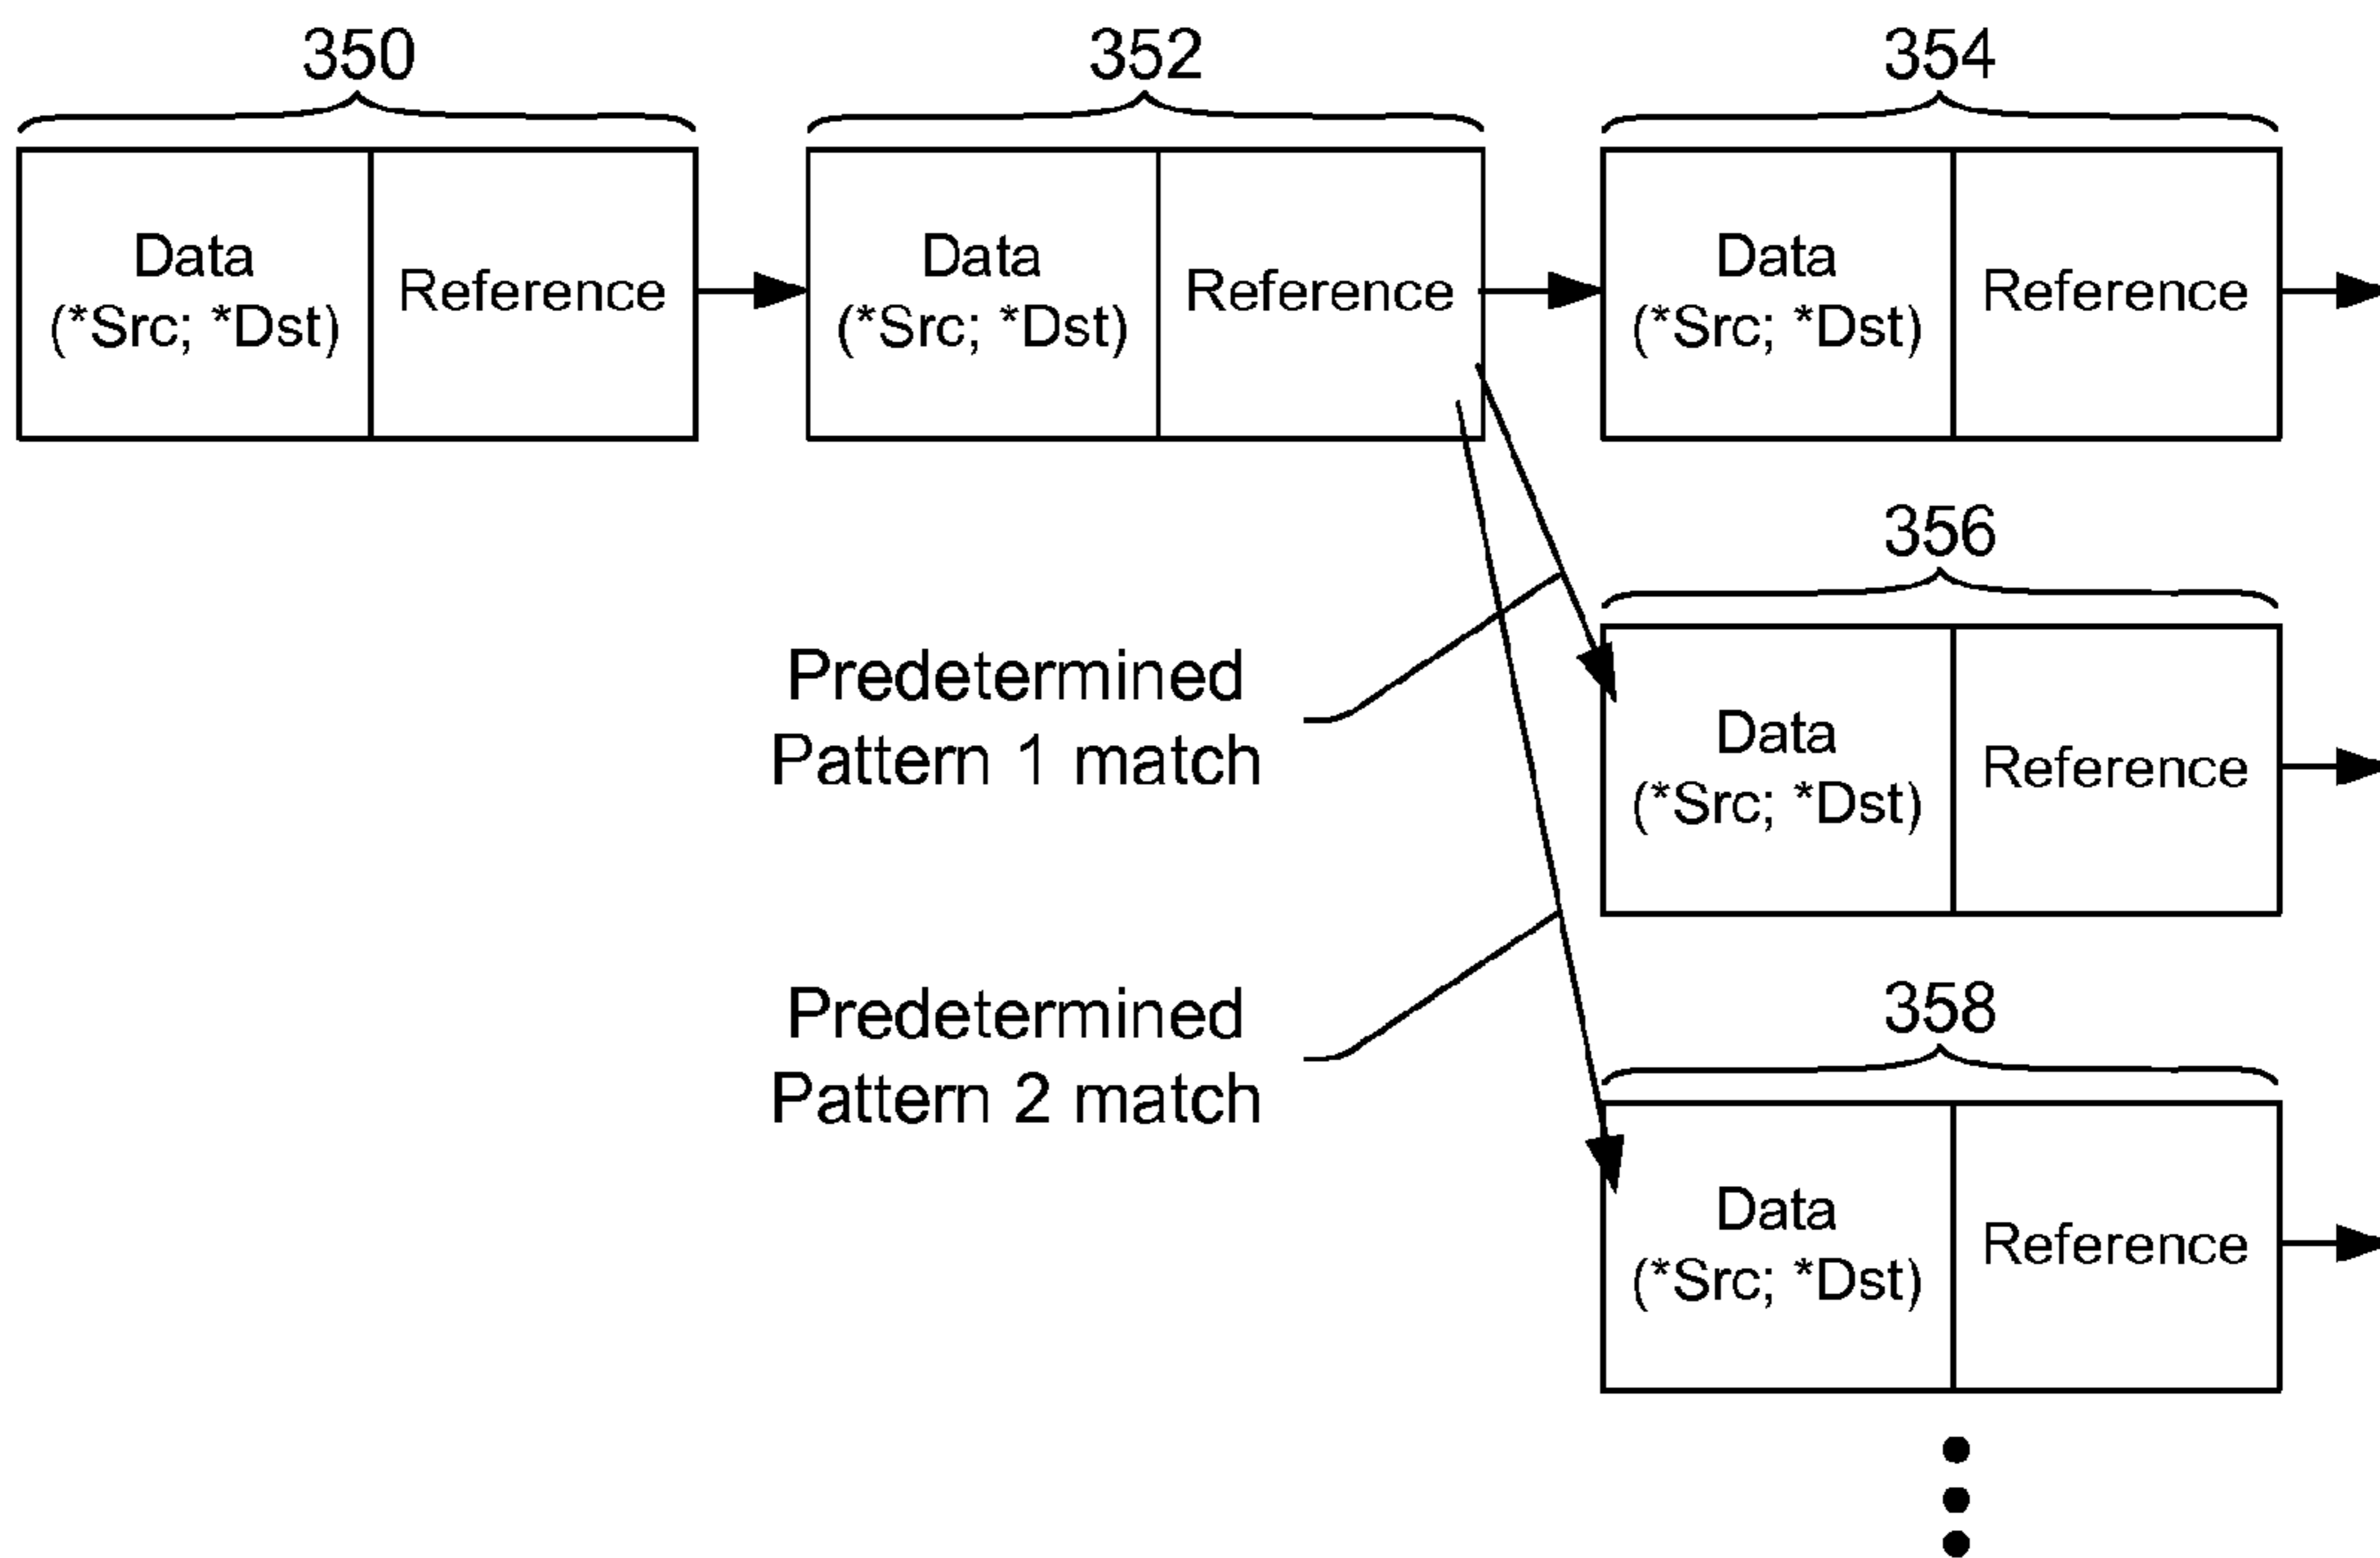 350
352
354
Data
(*Src; *Dst)
Reference
Data
(*Src; *Dst)
Reference
Data
(*Src; *Dst)
Reference
356
Predetermined
Pattern 1 match
Data
(*Src; *Dst)
Reference
358
Predetermined
Pattern 2 match
Data
(*Src; *Dst)
Reference